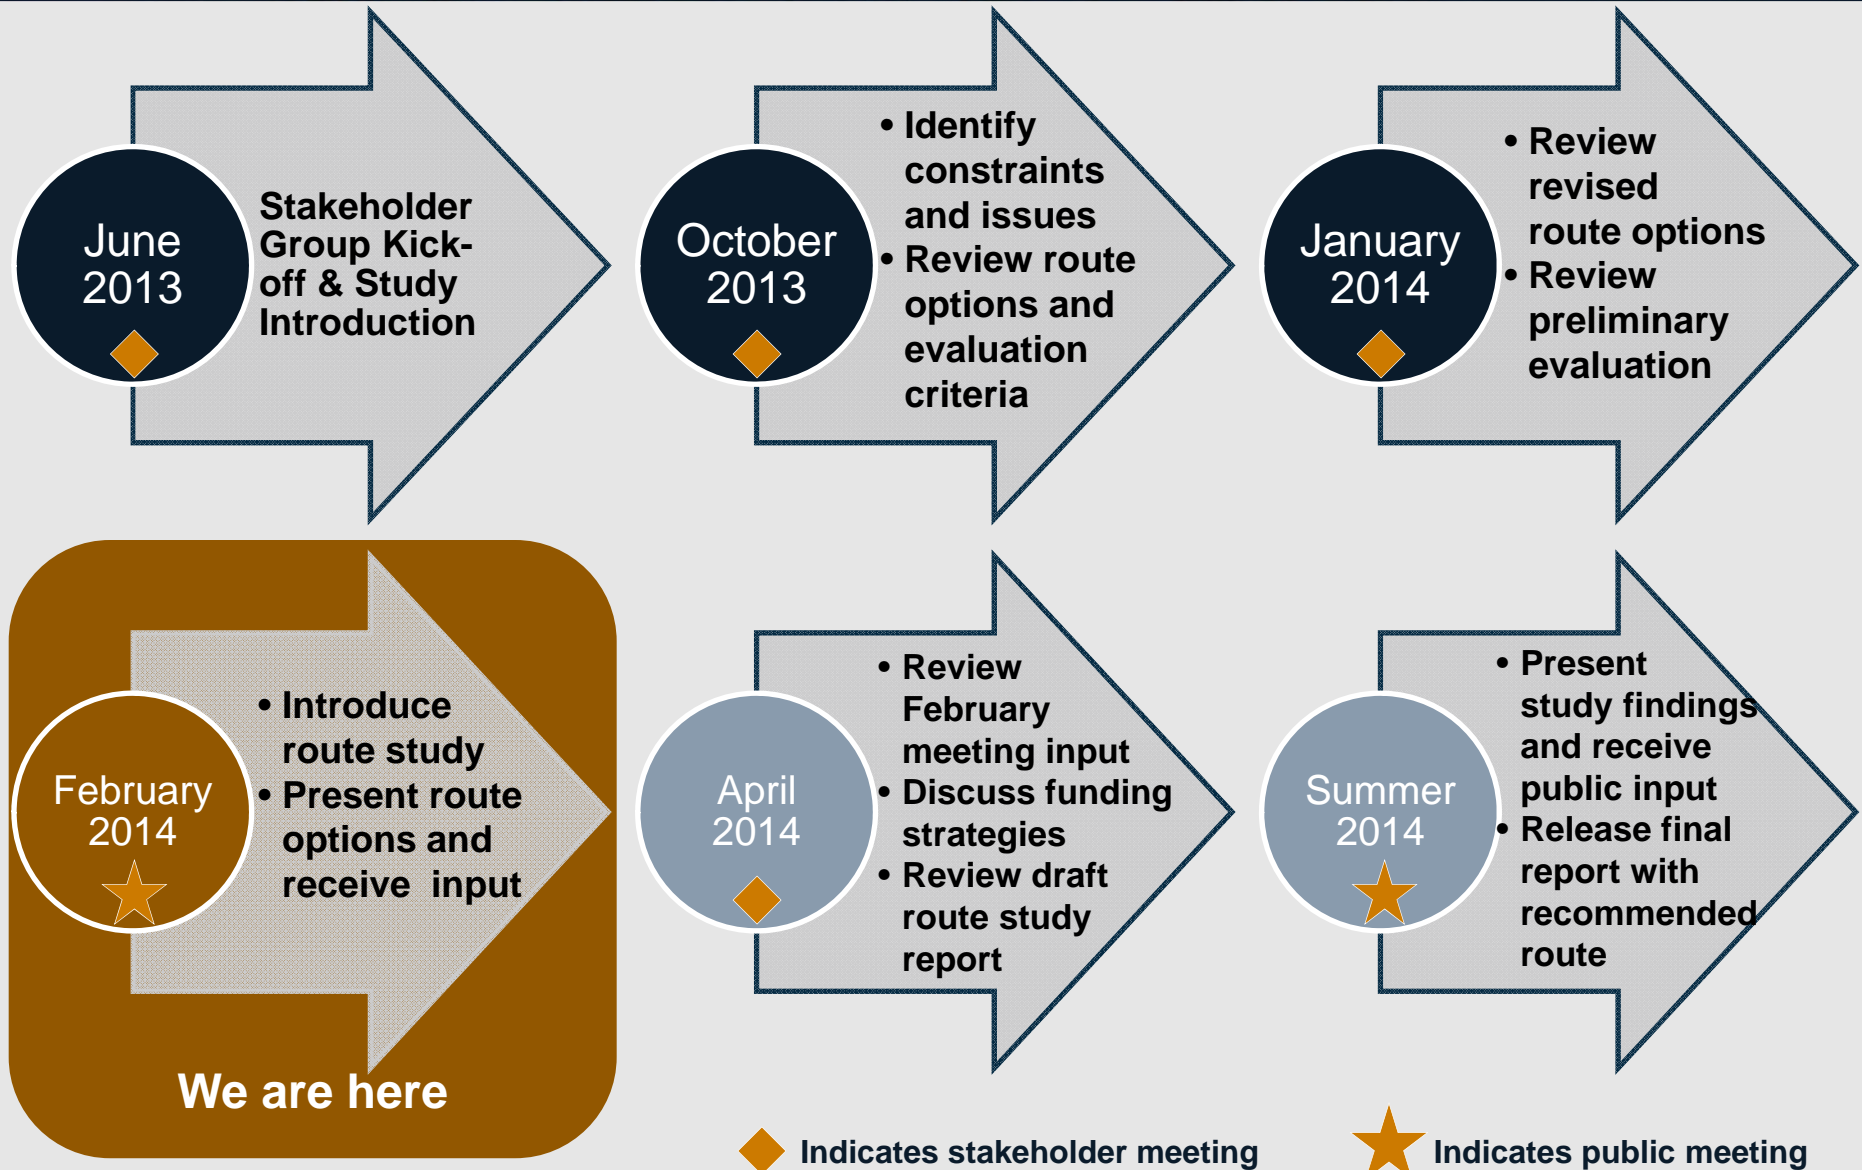 June
2013
Stakeholder
Group Kick-
off & Study
Introduction
October
2013
• Identify
constraints
and issues
• Review route
options and
evaluation
criteria
January
2014
• Review
revised
route options
• Review
preliminary
evaluation
February
2014
• Introduce
route study
• Present route
options and
receive input
We are here
April
2014
• Review
February
meeting input
• Discuss funding
strategies
• Review draft
route study
report
Summer
2014
• Present
study findings
and receive
public input
• Release final
report with
recommended
route
Indicates stakeholder meeting
Indicates public meeting